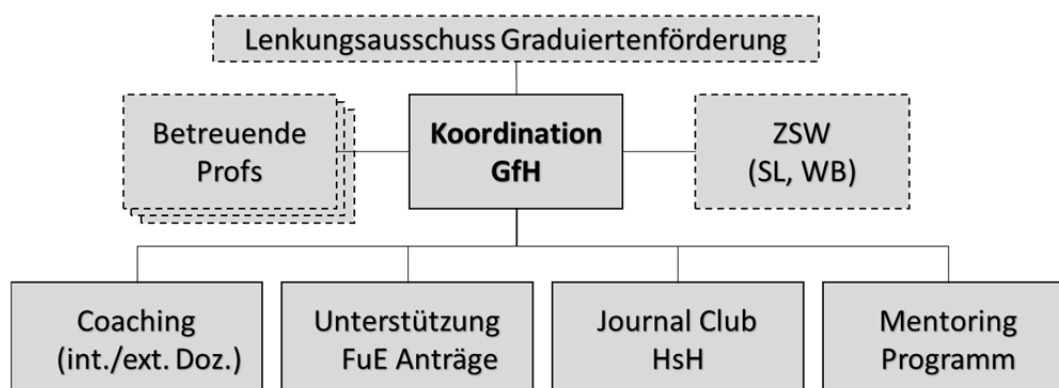 Lenkungsausschuss Graduiertenförderung
Betreuende
Profs
Koordination
GfH
ZSW
(SL, WB)
Coaching
(int./ext. Doz.)
Unterstützung
FuE Anträge
Journal Club
HsH
Mentoring
Programm